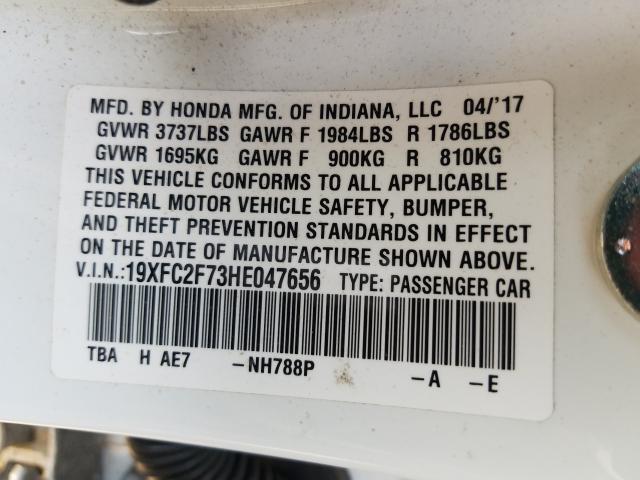 MFD. BY HONDA MFG. OF INDIANA, LLC 04/'17
GVWR 3737LBS GAWR F 1984LBS R 1786LBS
GVWR 1695KG GAWR F 900KG R 810KG
THIS VEHICLE CONFORMS TO ALL APPLICABLE
FEDERAL MOTOR VEHICLE SAFETY, BUMPER,
AND THEFT PREVENTION STANDARDS IN EFFECT
ON THE DATE OF MANUFACTURE SHOWN ABOVE.
V.I.N.:19XFC2F73HE047656 TYPE: PASSENGER CAR
TBA H AE7 -NH788P -A -E